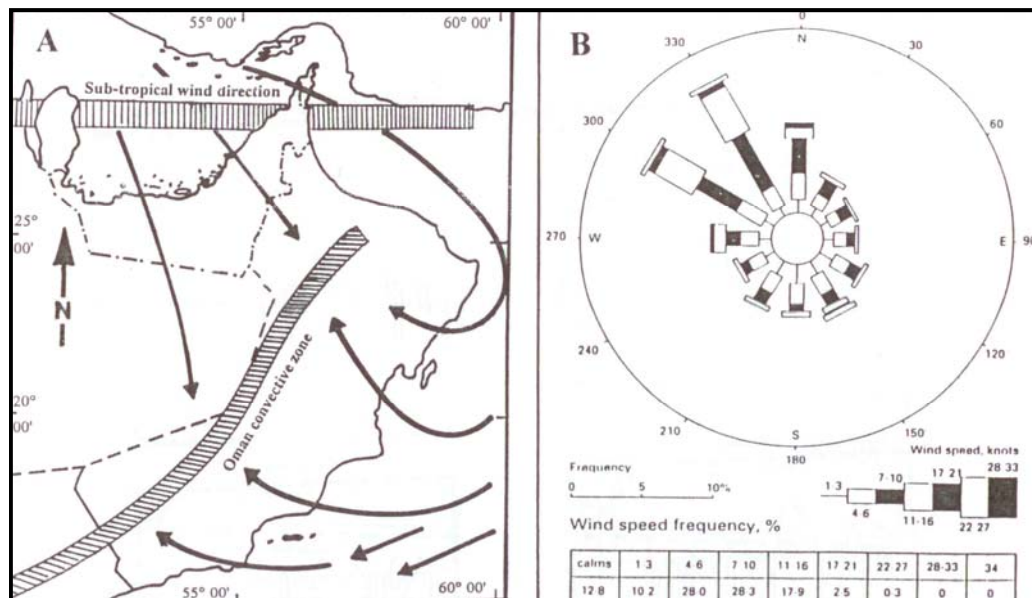 A
55° 00'
60° 00'
Sub-tropical wind direction
25°
00'
N
Oman convective zone
20°
00'
55° 00'
60° 00'
B
0
N
330
30
300
60
270
W
E
90
240
120
210
150
S
180
Frequency
0 5 10%
Wind speed, knots
1·3
4·6
7·10
11·16
17·21
22·27
28·33
Wind speed frequency, %
calms 1·3 4·6 7·10 11·16 17·21 22·27 28·33 34
12·8 10·2 28·0 28·3 17·9 2·5 0·3 0 0